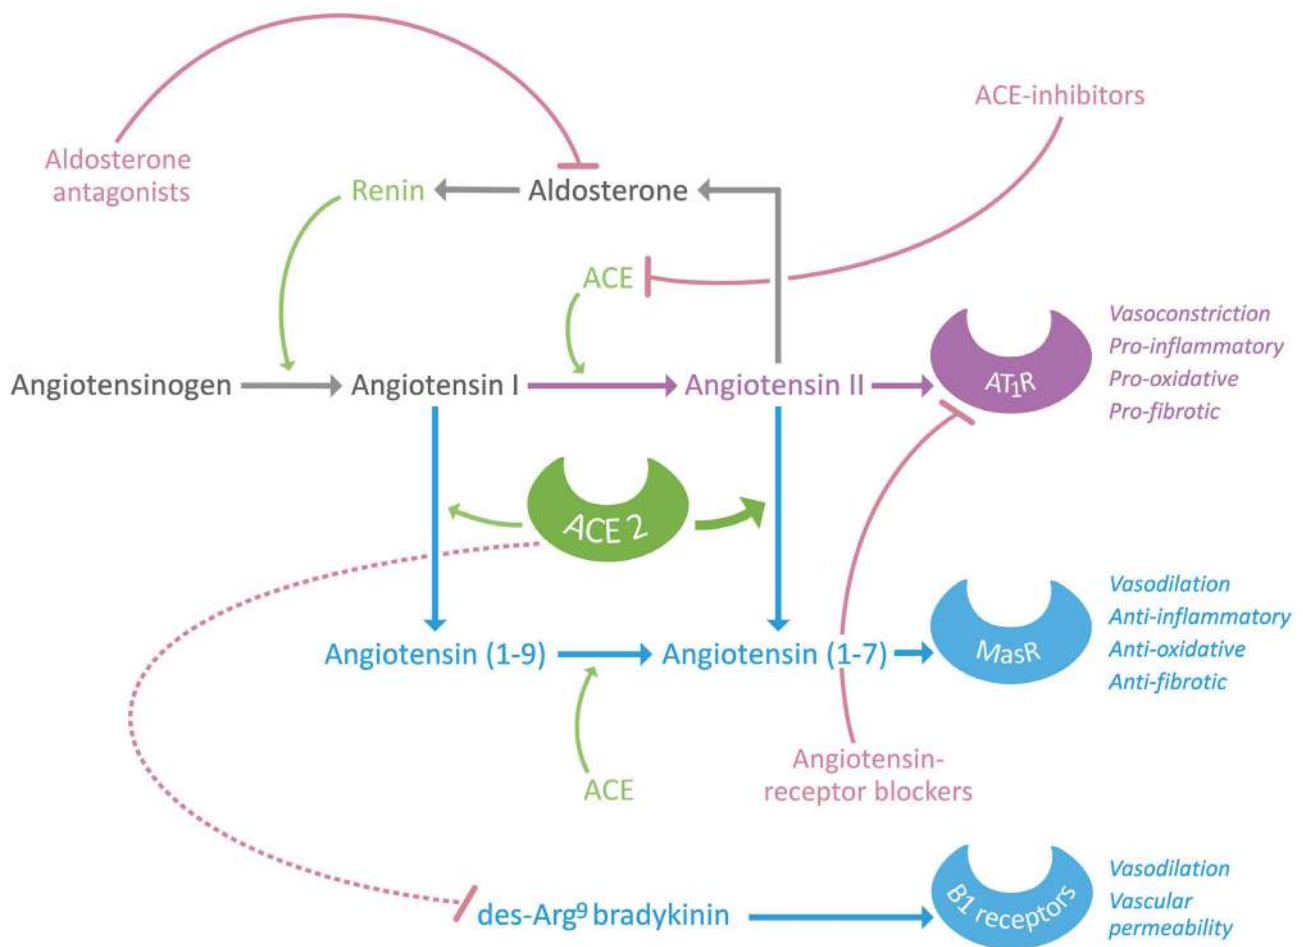 ACE-inhibitors
Aldosterone
antagonists
Renin
Aldosterone
ACE
Vasoconstriction
Pro-inflammatory
Pro-oxidative
Pro-fibrotic
Angiotensinogen
Angiotensin I
Angiotensin II
AT₁R
ACE 2
Vasodilation
Anti-inflammatory
Anti-oxidative
Anti-fibrotic
Angiotensin (1-9)
Angiotensin (1-7)
MasR
ACE
Angiotensin-
receptor blockers
des-Arg⁹ bradykinin
B1 receptors
Vasodilation
Vascular
permeability